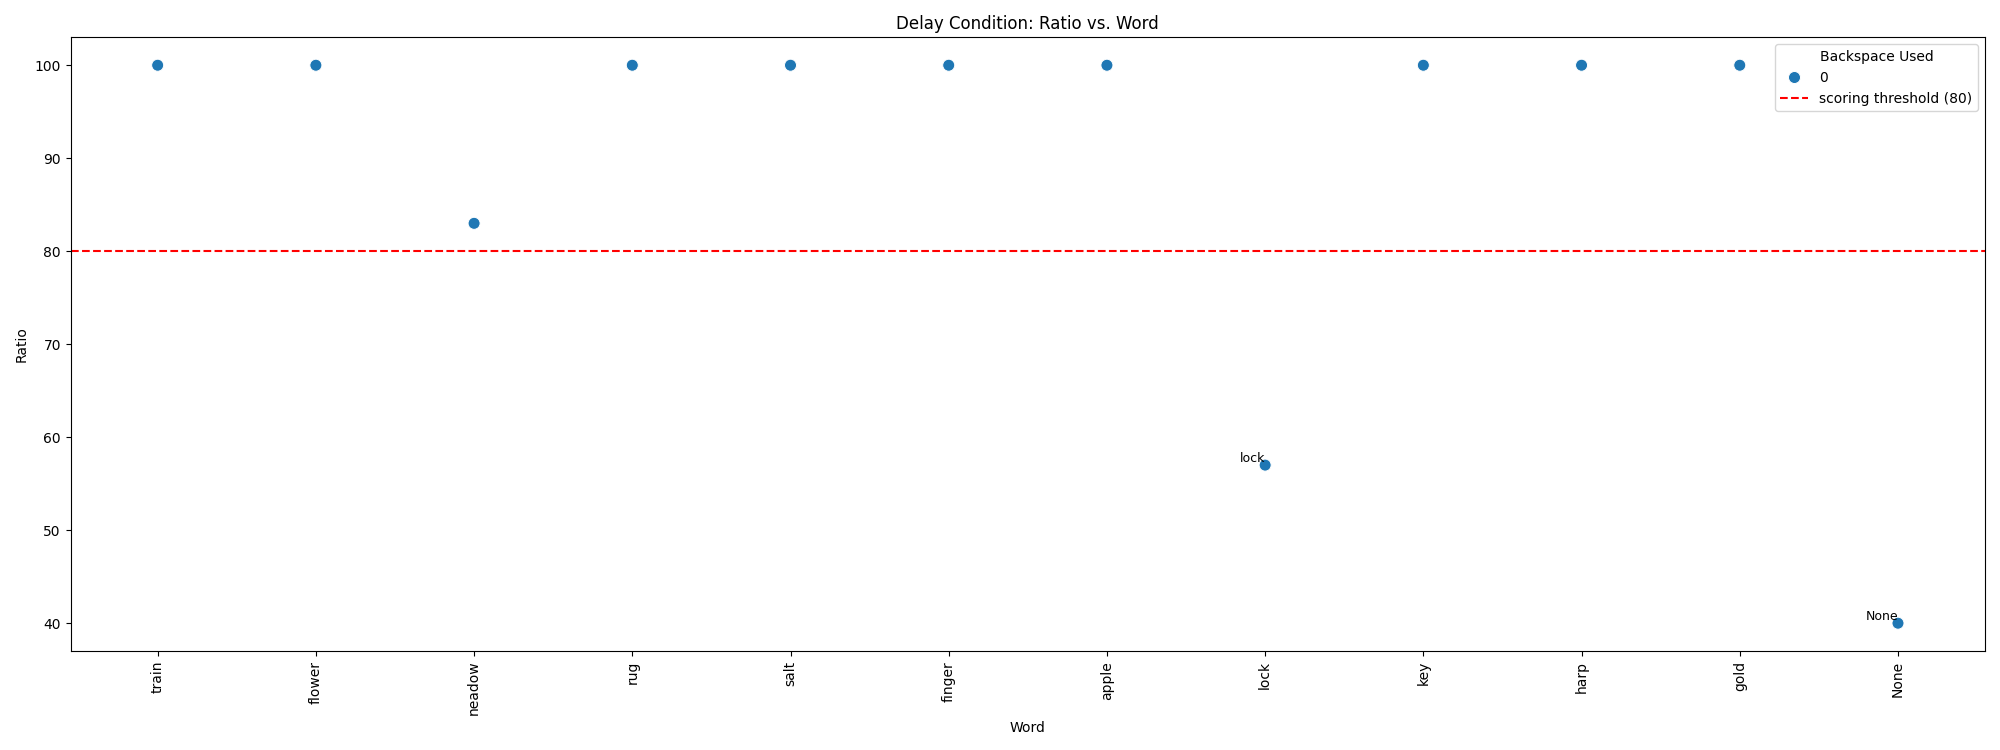 Delay Condition: Ratio vs. Word
Backspace Used
0
scoring threshold (80)
100
90
80
70
60
50
40
Ratio
lock
None
train
flower
neadow
rug
salt
finger
apple
lock
key
harp
gold
None
Word